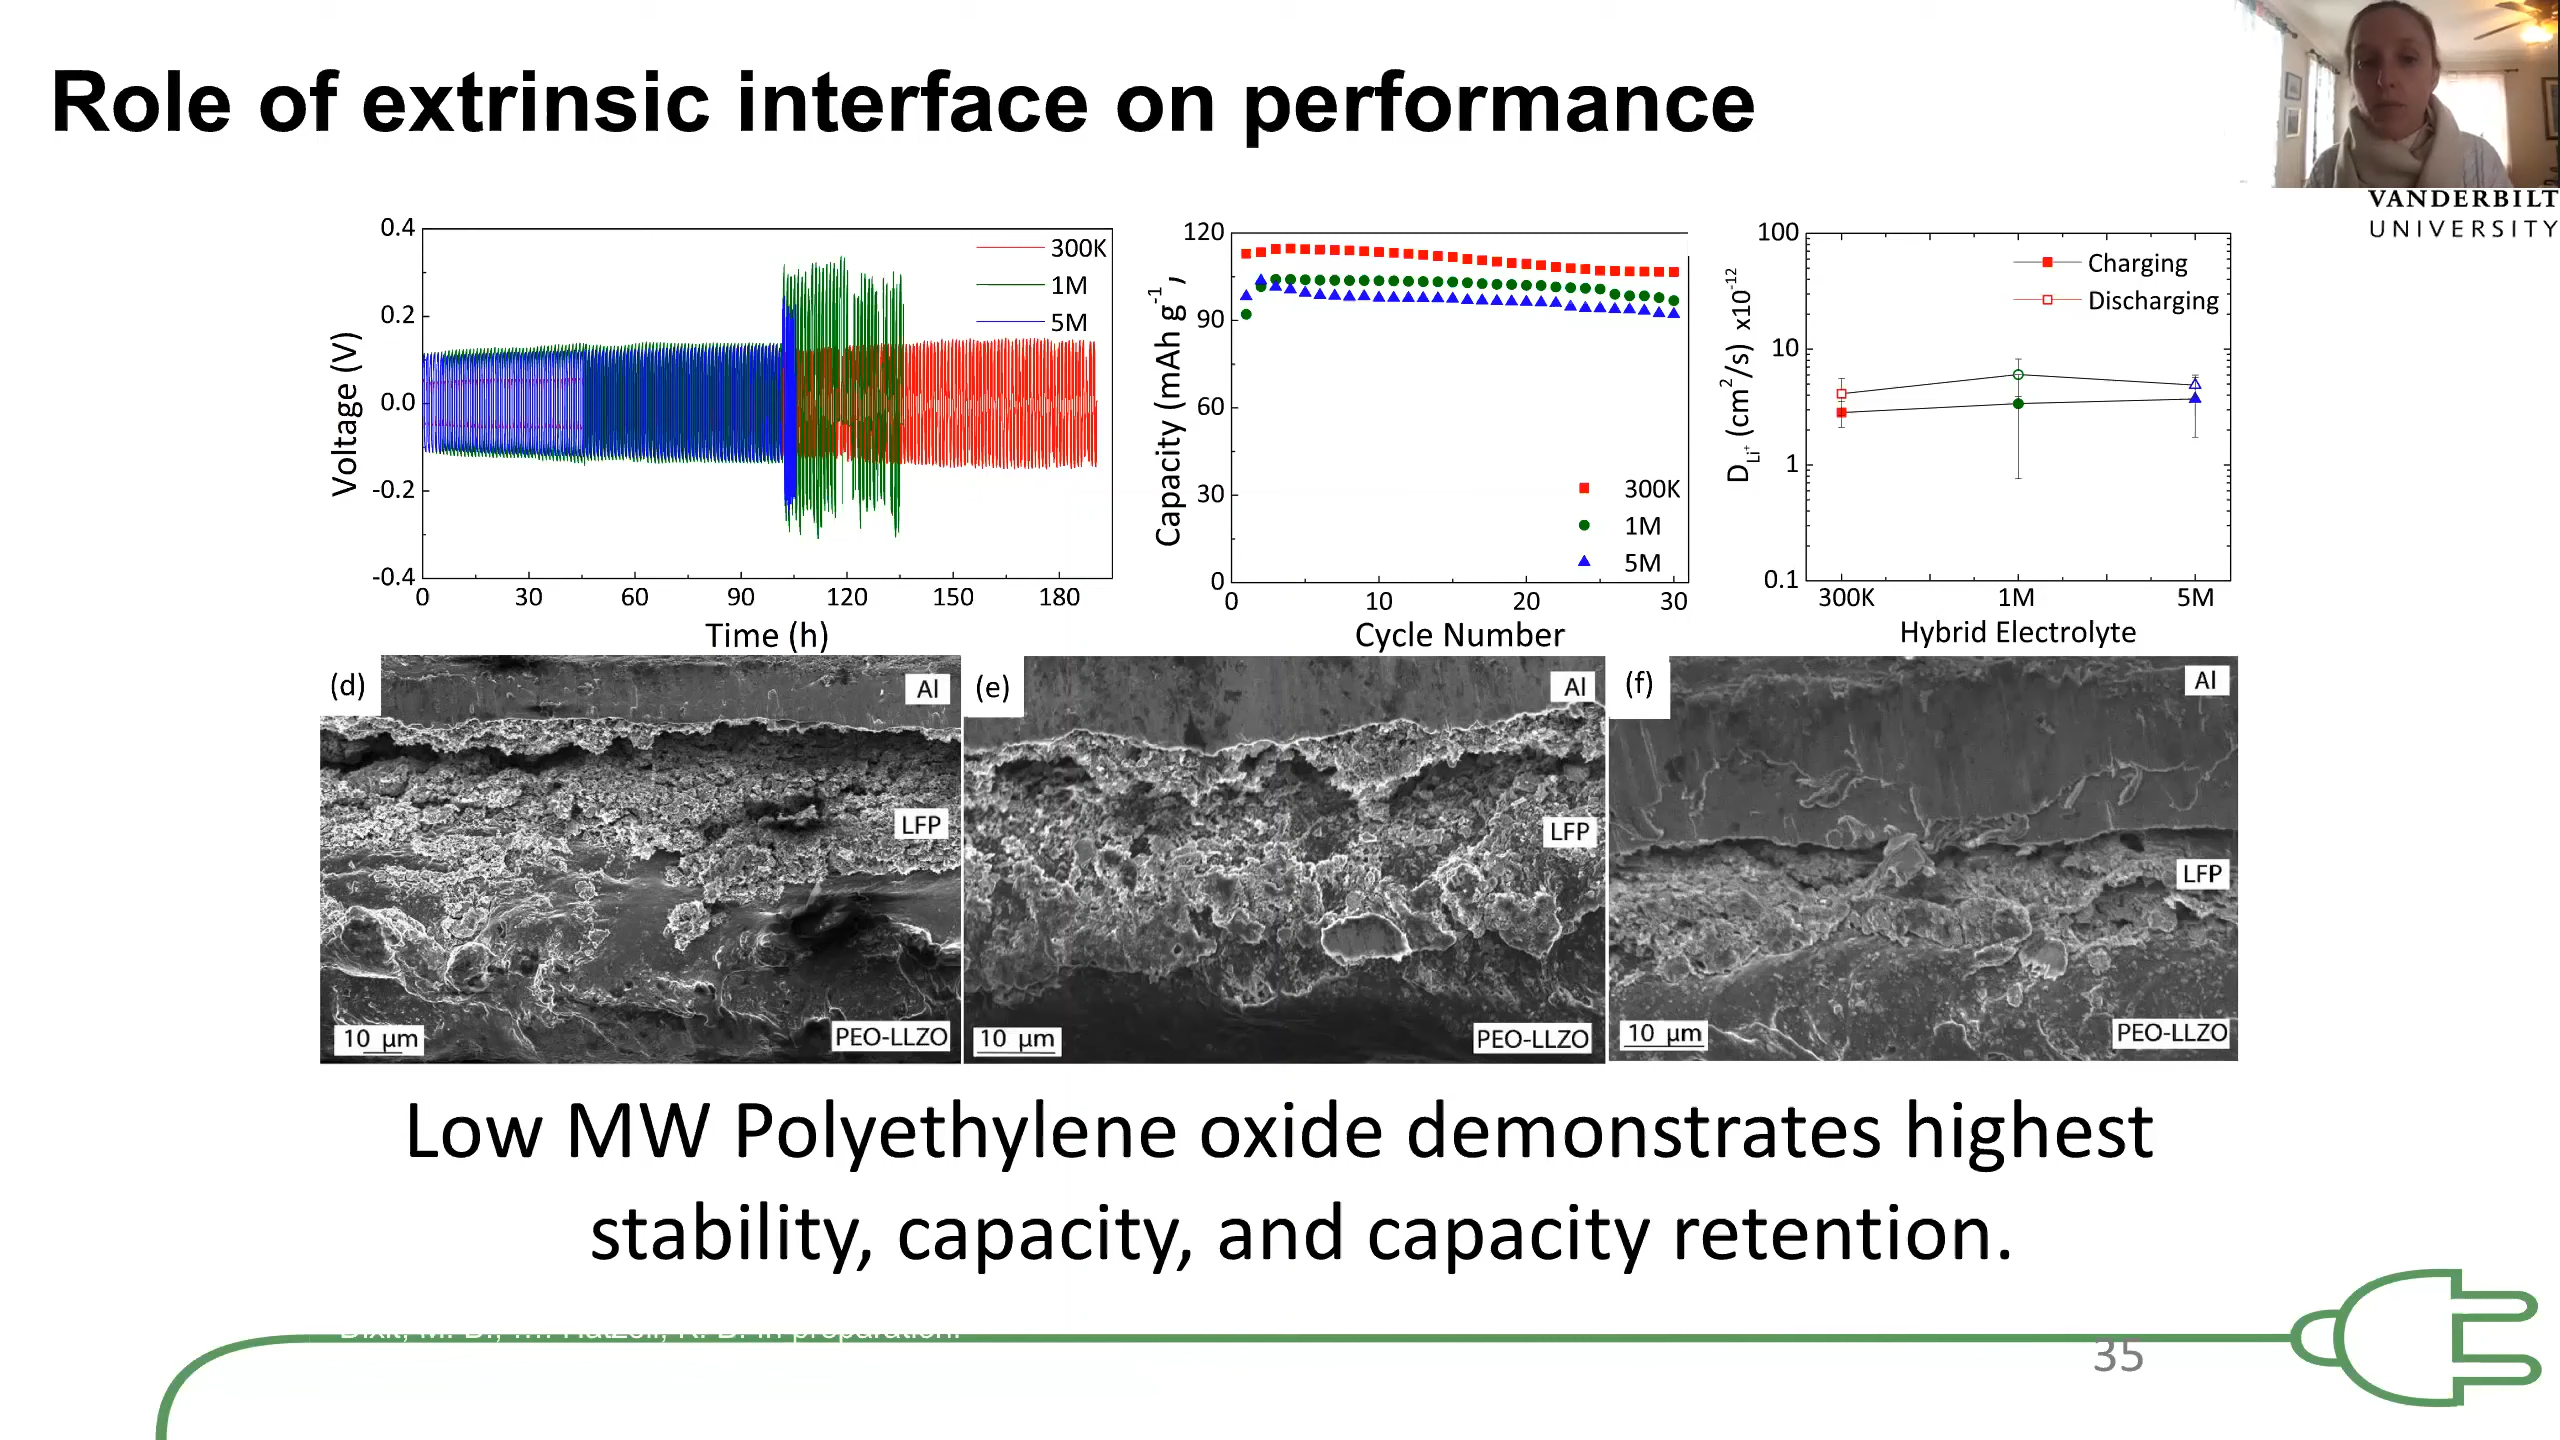 Role of extrinsic interface on performance
VANDERBILT
UNIVERSITY
0.4
0.2
0.0
-0.2
-0.4
Voltage (V)
300K
1M
5M
0
30
60
90
120
150
180
Time (h)
120
90
60
30
0
Capacity (mAh g-1)
300K
1M
5M
0
10
20
30
Cycle Number
100
10
1
0.1
DLi+ (cm2/s) x10-12
Charging
Discharging
300K
1M
5M
Hybrid Electrolyte
(d)
Al
LFP
10 µm
PEO-LLZO
(e)
Al
LFP
10 µm
PEO-LLZO
(f)
Al
LFP
10 µm
PEO-LLZO
Low MW Polyethylene oxide demonstrates highest
stability, capacity, and capacity retention.
Dixit, M. B., .... Hatzell, K. B. In preparation.
35